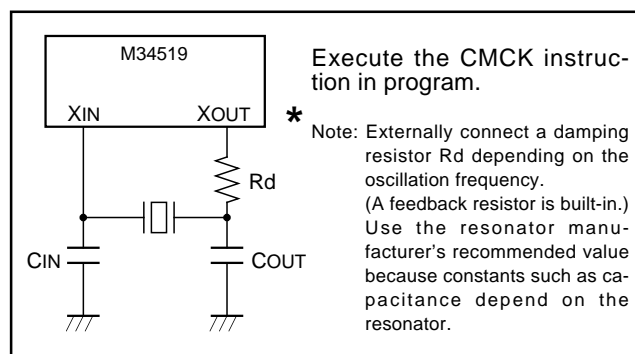 M34519
XIN
XOUT
Rd
CIN
COUT
*
Execute the CMCK instruc-
tion in program.
Note: Externally connect a damping
resistor Rd depending on the
oscillation frequency.
(A feedback resistor is built-in.)
Use the resonator manu-
facturer's recommended value
because constants such as ca-
pacitance depend on the
resonator.